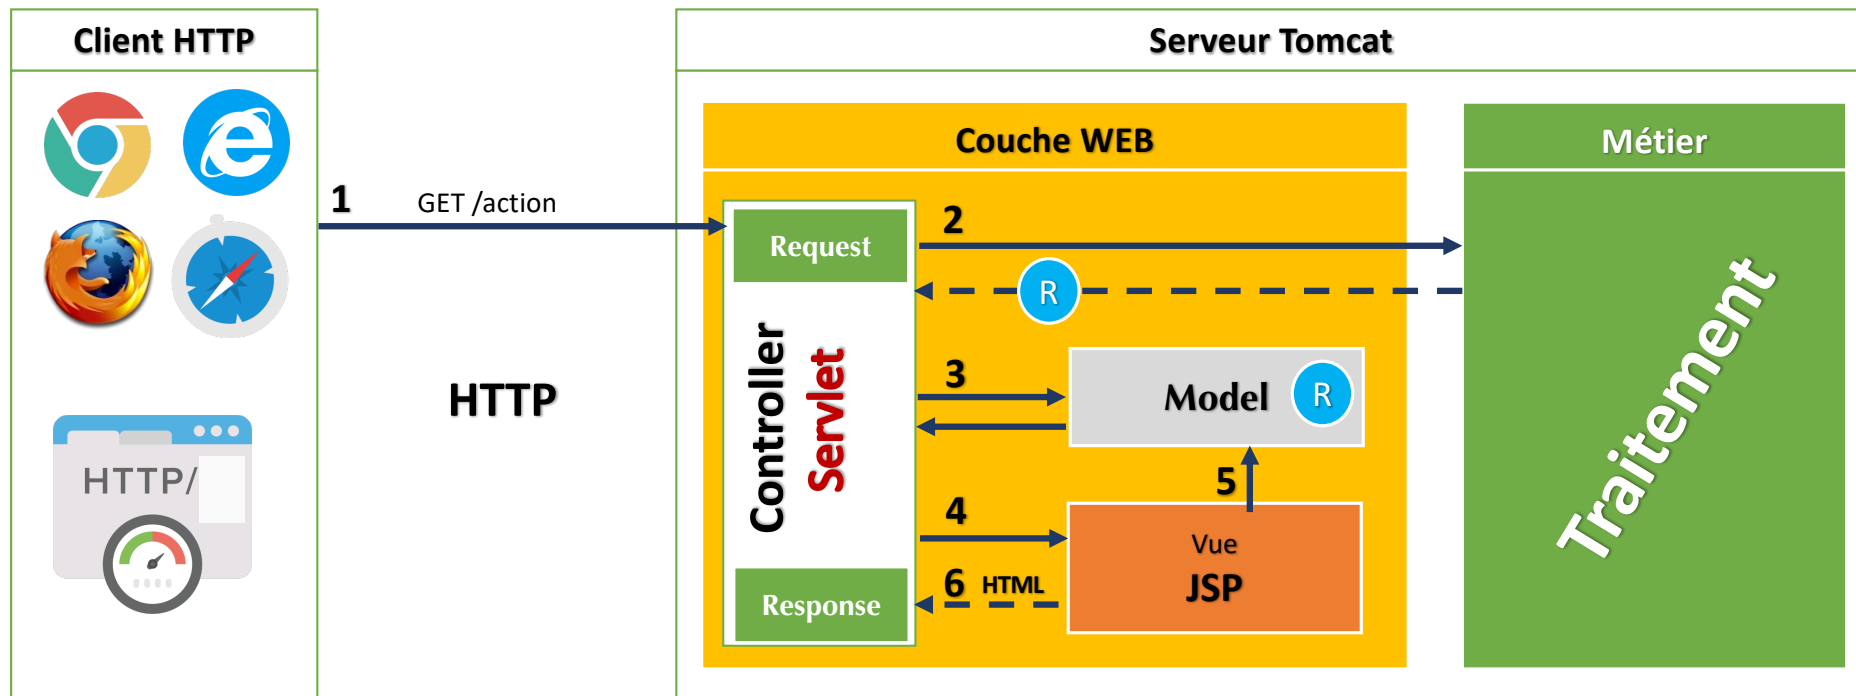 Client HTTP
Serveur Tomcat
Couche WEB
Métier
1
GET /action
Request
2
R
HTTP
Controller
Servlet
3
Model
R
Traitement
HTTP/
5
4
Vue
JSP
6 HTML
Response